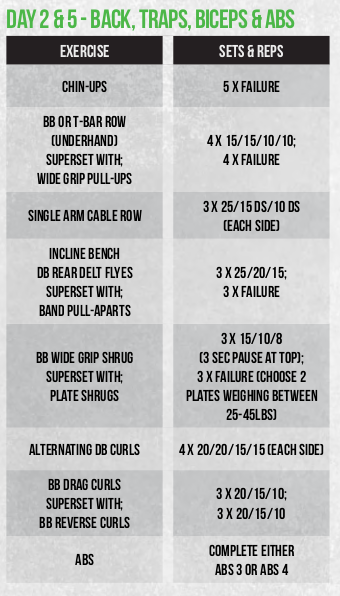 DAY 2 & 5 - BACK, TRAPS, BICEPS & ABS
EXERCISE
SETS & REPS
CHIN-UPS
5 X FAILURE
BB OR T-BAR ROW
(UNDERHAND)
SUPERSET WITH;
WIDE GRIP PULL-UPS
4 X 15/15/10/10;
4 X FAILURE
SINGLE ARM CABLE ROW
3 X 25/15 DS/10 DS
(EACH SIDE)
INCLINE BENCH
DB REAR DELT FLYES
SUPERSET WITH;
BAND PULL-APARTS
3 X 25/20/15;
3 X FAILURE
BB WIDE GRIP SHRUG
SUPERSET WITH;
PLATE SHRUGS
3 X 15/10/8
(3 SEC PAUSE AT TOP);
3 X FAILURE (CHOOSE 2
PLATES WEIGHING BETWEEN
25-45LBS)
ALTERNATING DB CURLS
4 X 20/20/15/15 (EACH SIDE)
BB DRAG CURLS
SUPERSET WITH;
BB REVERSE CURLS
3 X 20/15/10;
3 X 20/15/10
ABS
COMPLETE EITHER
ABS 3 OR ABS 4